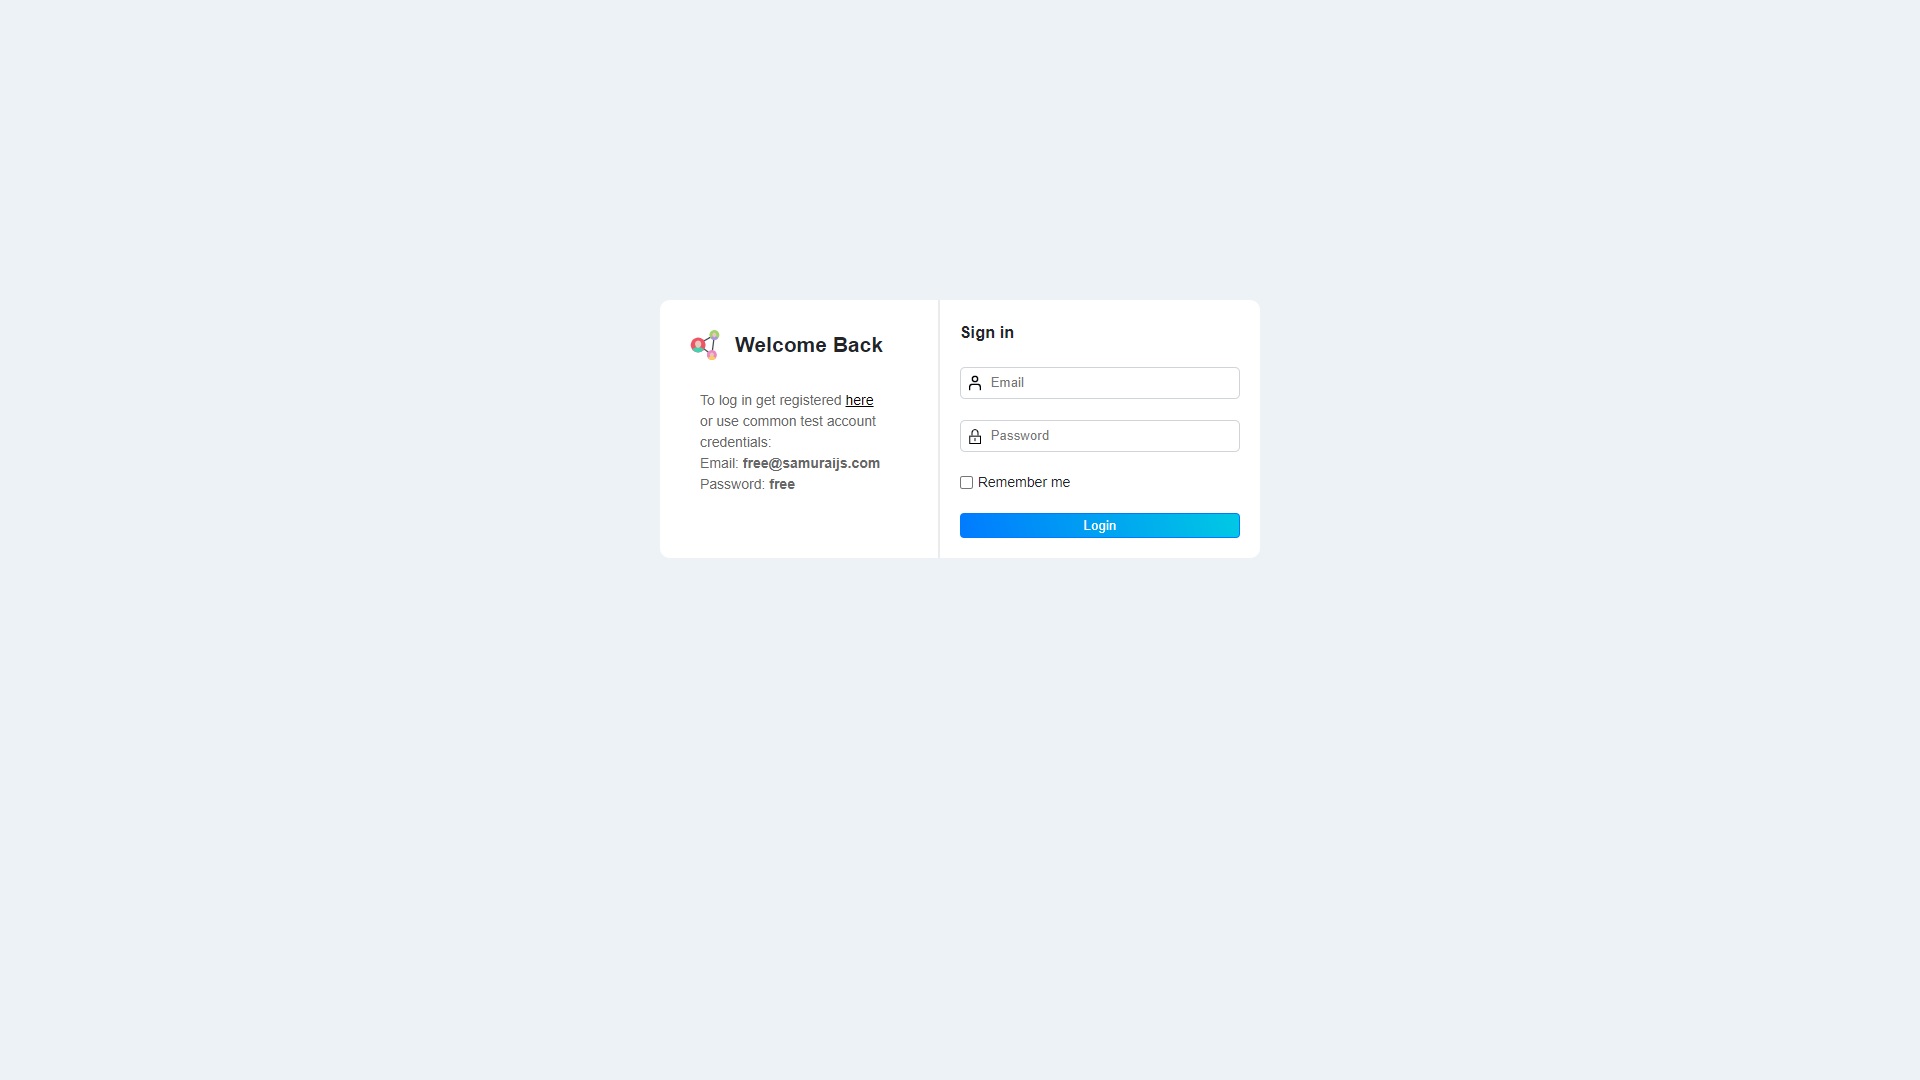 Welcome Back
To log in get registered here
or use common test account
credentials:
Email: free@samuraijs.com
Password: free
Sign in
Email
Password
Remember me
Login